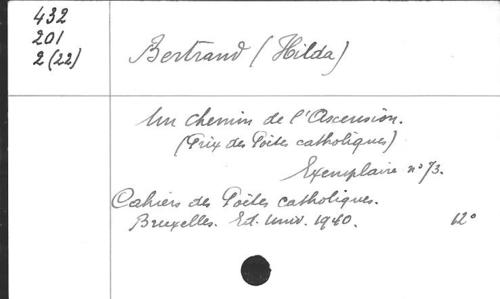 432
201
2 (22)
Bertrand (Hilda)
Un Chemin de l'Ascension.
(Prix des Poètes catholiques)
Exemplaire n° 73.
Cahiers des Poètes catholiques.
Bruxelles. Ed. Univ. 1940. 12°